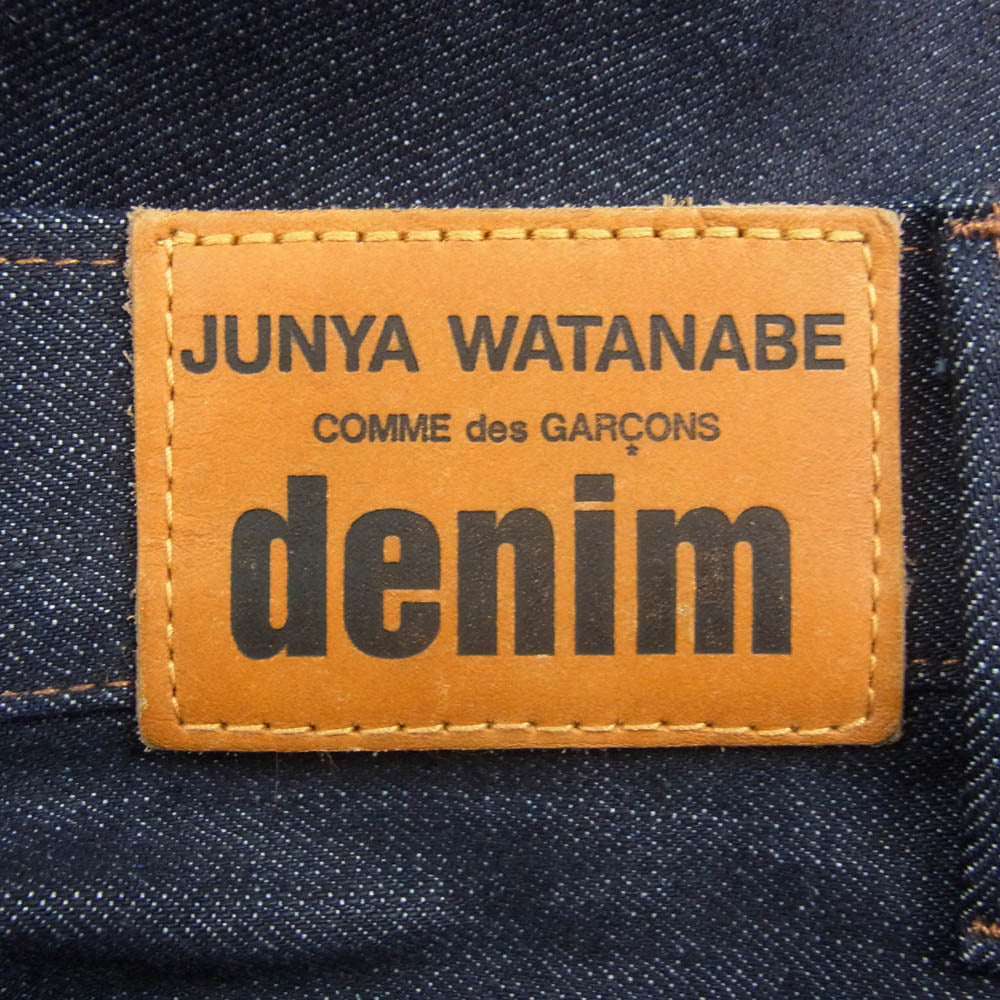 JUNYA WATANABE
COMME des GARÇONS
denim